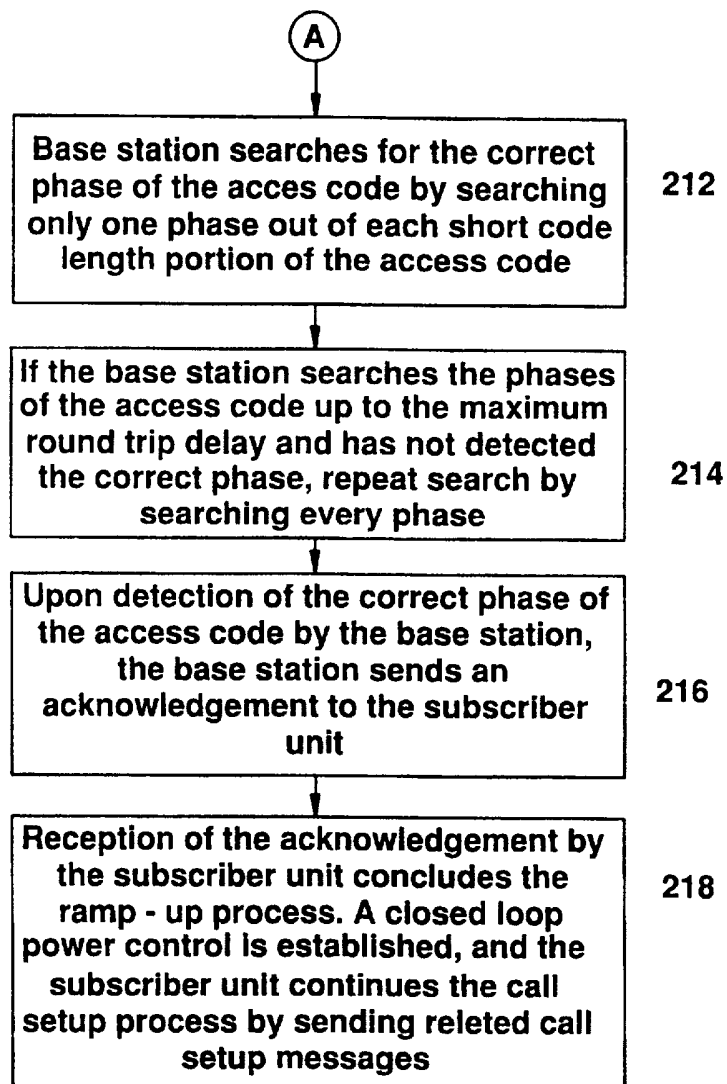 A
Base station searches for the correct
phase of the acces code by searching
only one phase out of each short code
length portion of the access code
212
If the base station searches the phases
of the access code up to the maximum
round trip delay and has not detected
the correct phase, repeat search by
searching every phase
214
Upon detection of the correct phase of
the access code by the base station,
the base station sends an
acknowledgement to the subscriber
unit
216
Reception of the acknowledgement by
the subscriber unit concludes the
ramp - up process. A closed loop
power control is established, and the
subscriber unit continues the call
setup process by sending releted call
setup messages
218